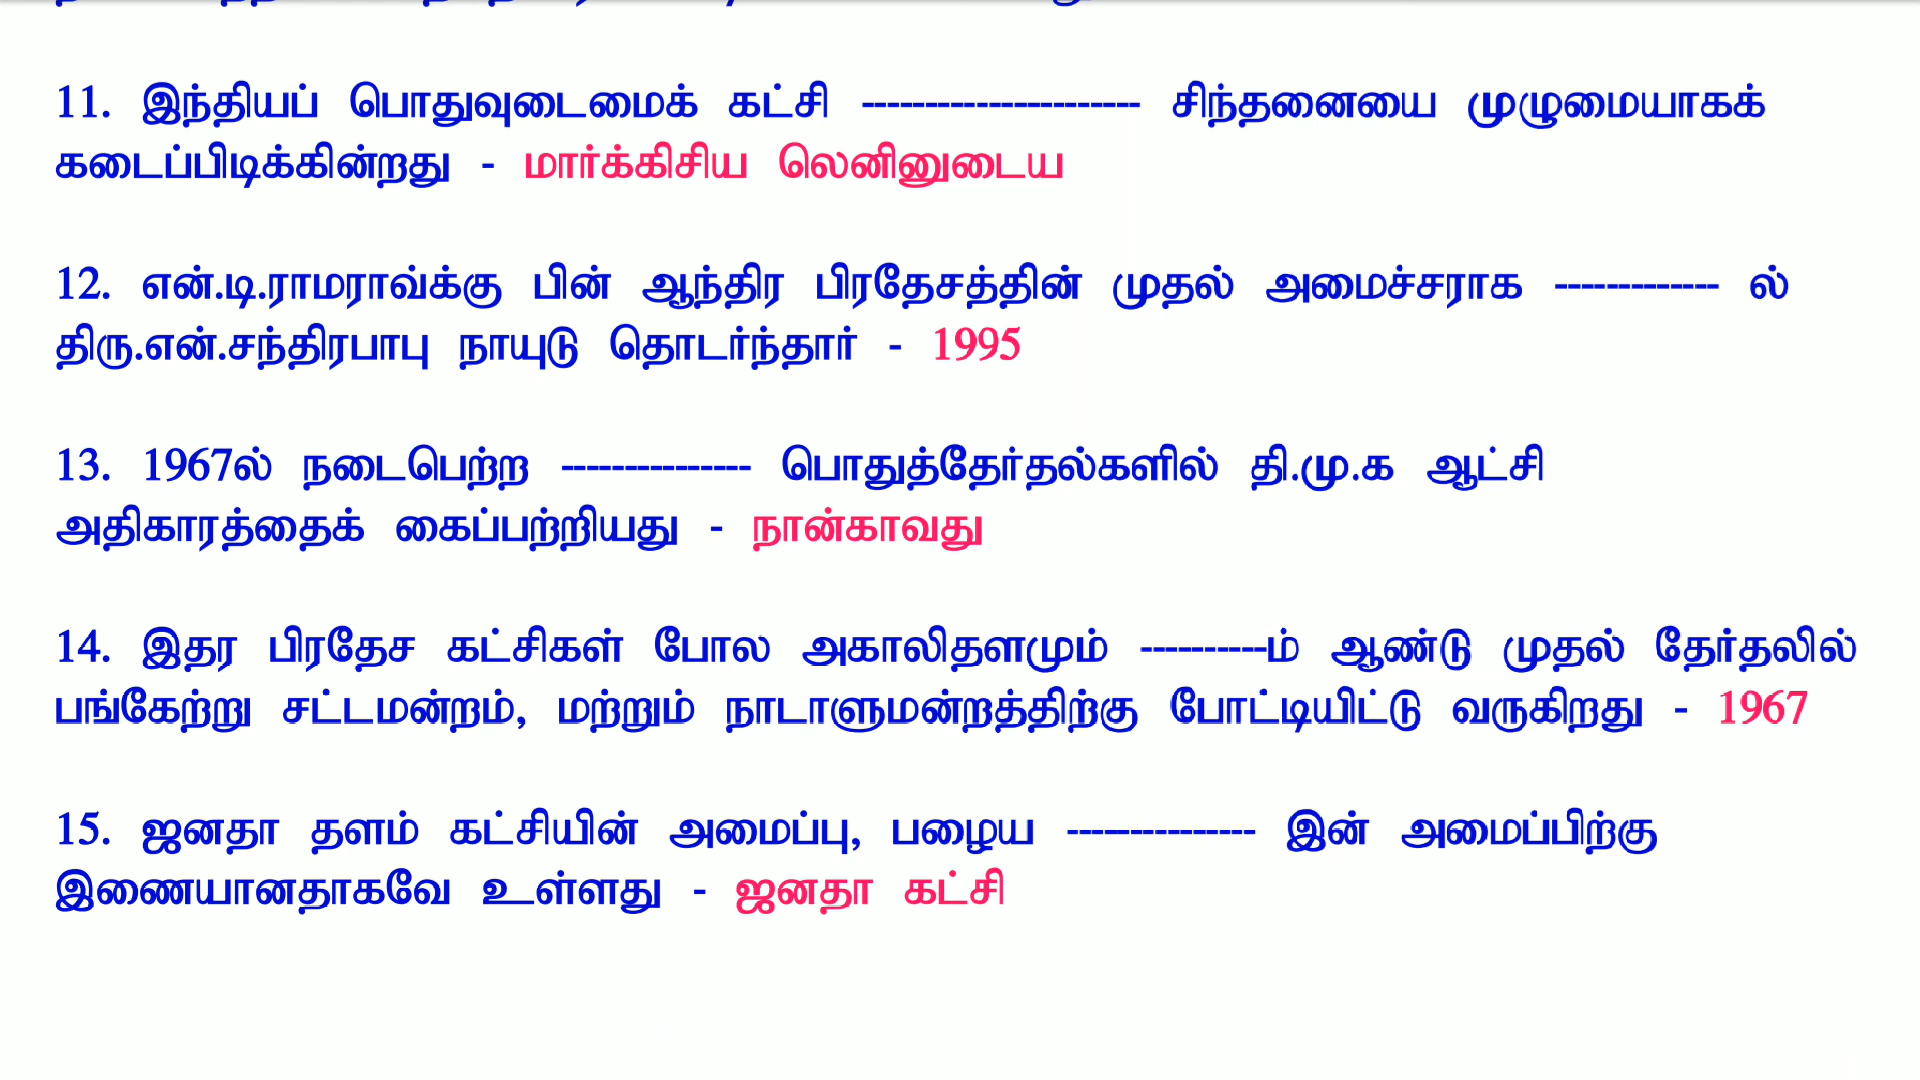 11. இந்தியப் பொதுவுடைமைக் கட்சி ---------------------- சிந்தனையை முழுமையாகக்
கடைப்பிடிக்கின்றது - மார்க்கிசிய லெனினுடைய
12. என்.டி.ராமராவ்க்கு பின் ஆந்திர பிரதேசத்தின் முதல் அமைச்சராக ------------- ல்
திரு.என்.சந்திரபாபு நாயுடு தொடர்ந்தார் - 1995
13. 1967ல் நடைபெற்ற --------------- பொதுத்தேர்தல்களில் தி.மு.க ஆட்சி
அதிகாரத்தைக் கைப்பற்றியது - நான்காவது
14. இதர பிரதேச கட்சிகள் போல அகாலிதளமும் ----------ம் ஆண்டு முதல் தேர்தலில்
பங்கேற்று சட்டமன்றம், மற்றும் நாடாளுமன்றத்திற்கு போட்டியிட்டு வருகிறது - 1967
15. ஜனதா தளம் கட்சியின் அமைப்பு, பழைய --------------- இன் அமைப்பிற்கு
இணையானதாகவே உள்ளது - ஜனதா கட்சி